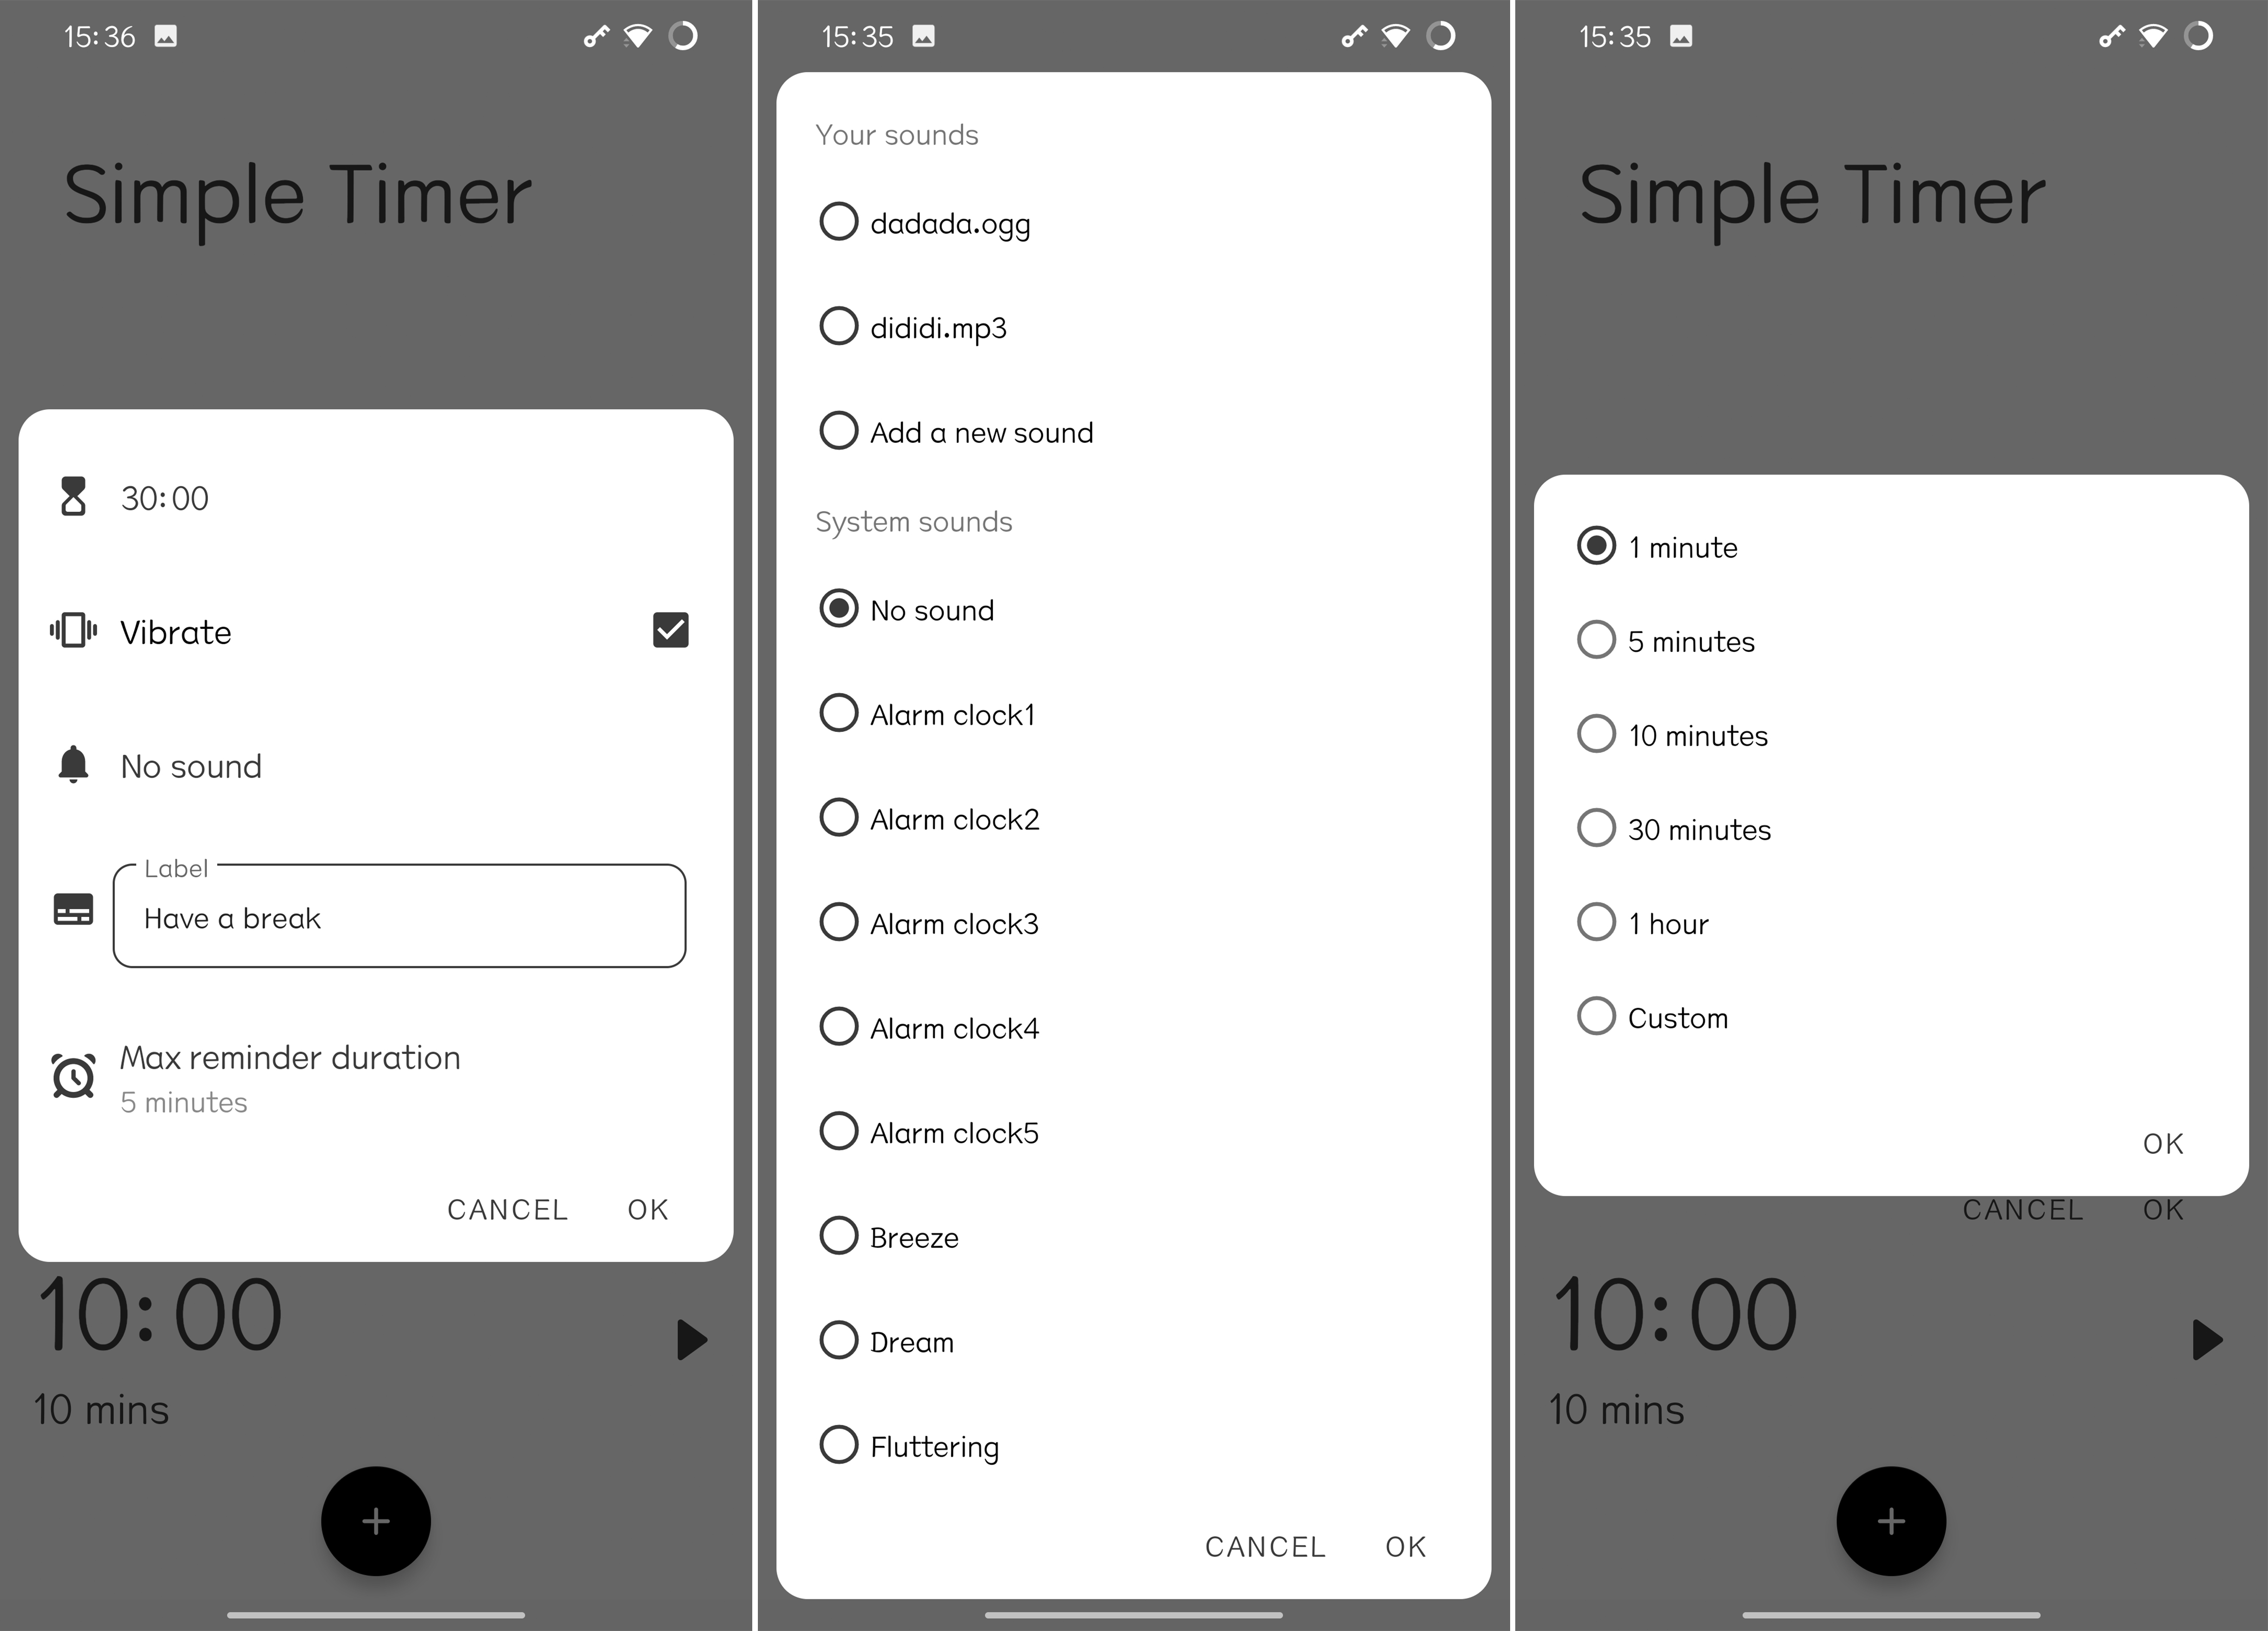 15:36
Simple Timer
30:00
Vibrate
No sound
Label
Have a break
Max reminder duration
5 minutes
CANCEL OK
10:00
10 mins
15:35
Your sounds
dadada.ogg
dididi.mp3
Add a new sound
System sounds
No sound
Alarm clock1
Alarm clock2
Alarm clock3
Alarm clock4
Alarm clock5
Breeze
Dream
Fluttering
CANCEL OK
15:35
Simple Timer
1 minute
5 minutes
10 minutes
30 minutes
1 hour
Custom
OK
CANCEL OK
10:00
10 mins